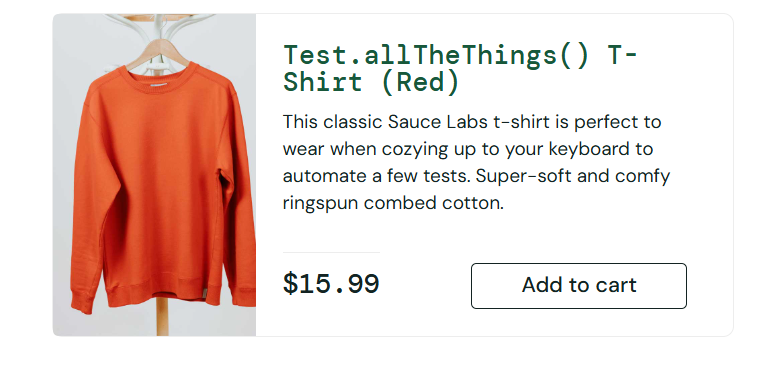 Test.allTheThings() T-
Shirt (Red)
This classic Sauce Labs t-shirt is perfect to
wear when cozying up to your keyboard to
automate a few tests. Super-soft and comfy
ringspun combed cotton.
$15.99
Add to cart